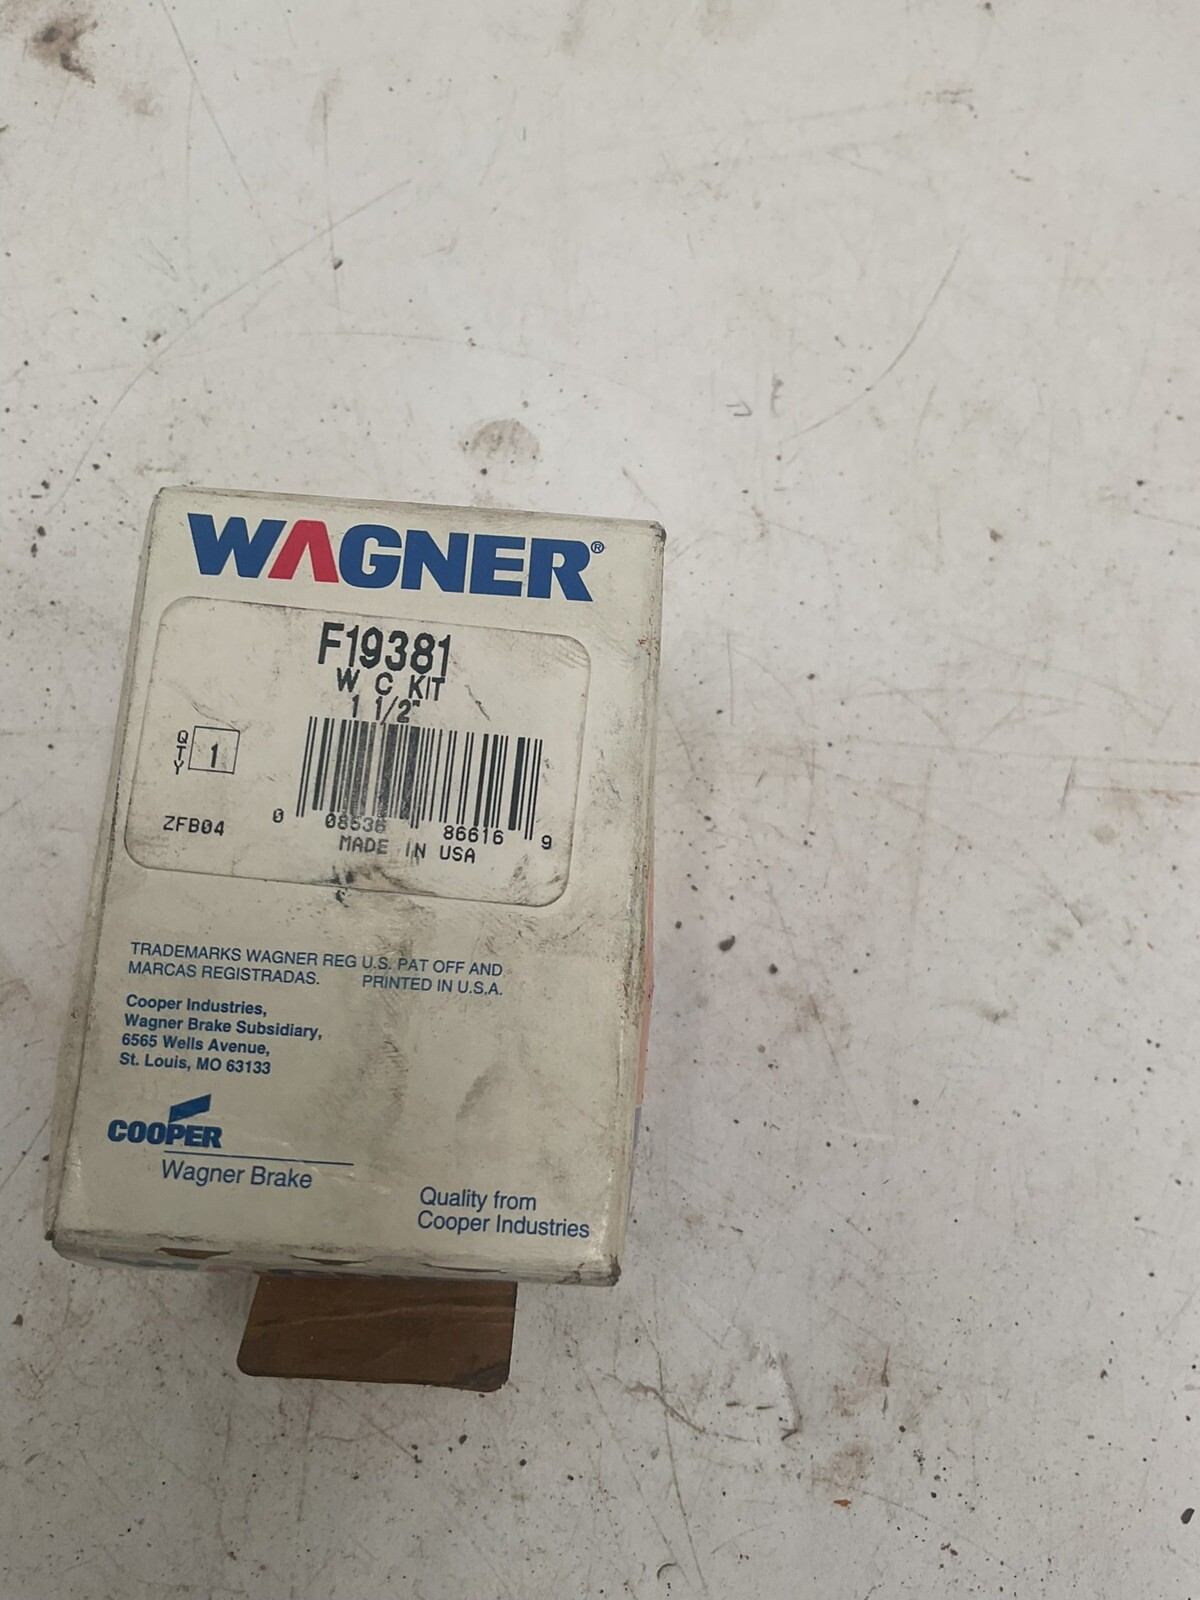 WAGNER®
F19381
W C KIT
1 1/2"
QTY 1
0 08536 86616 9
ZFB04
MADE IN USA
TRADEMARKS WAGNER REG U.S. PAT OFF AND
MARCAS REGISTRADAS. PRINTED IN U.S.A.
Cooper Industries,
Wagner Brake Subsidiary,
6565 Wells Avenue,
St. Louis, MO 63133
COOPER
Wagner Brake
Quality from
Cooper Industries